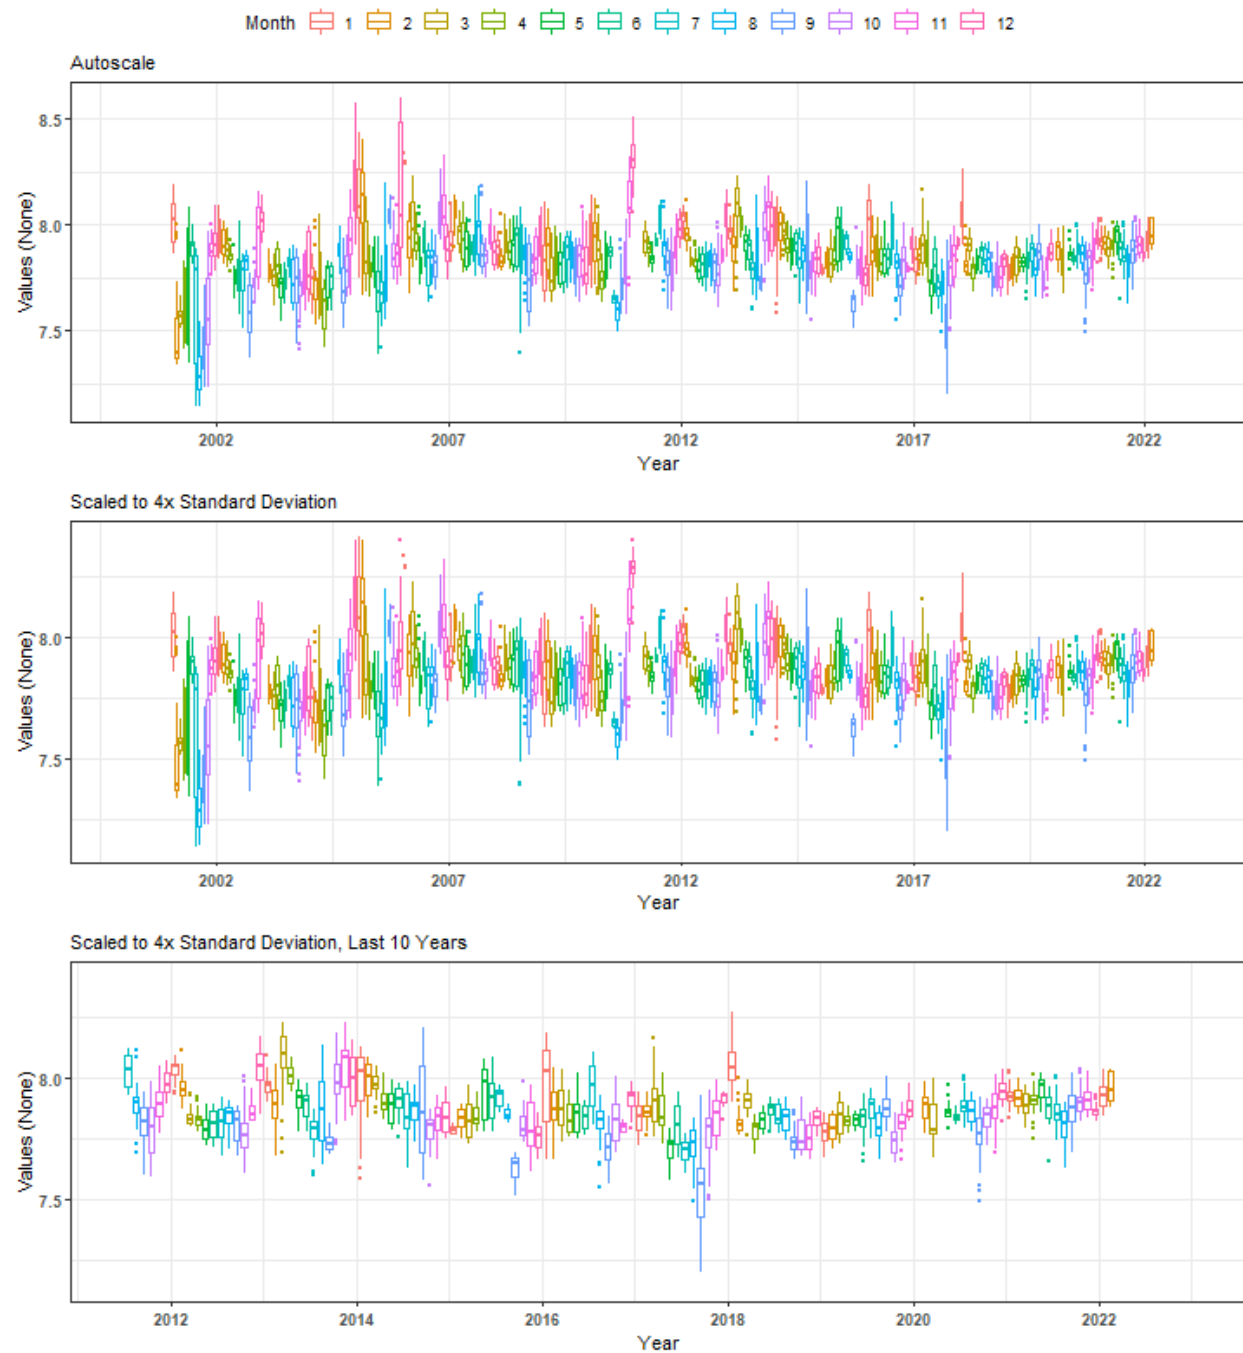 Month 1 2 3 4 5 6 7 8 9 10 11 12
Autoscale
Values (None)
8.5
8.0
7.5
2002 2007 2012 2017 2022
Year
Scaled to 4x Standard Deviation
Values (None)
8.0
7.5
2002 2007 2012 2017 2022
Year
Scaled to 4x Standard Deviation, Last 10 Years
Values (None)
8.0
7.5
2012 2014 2016 2018 2020 2022
Year